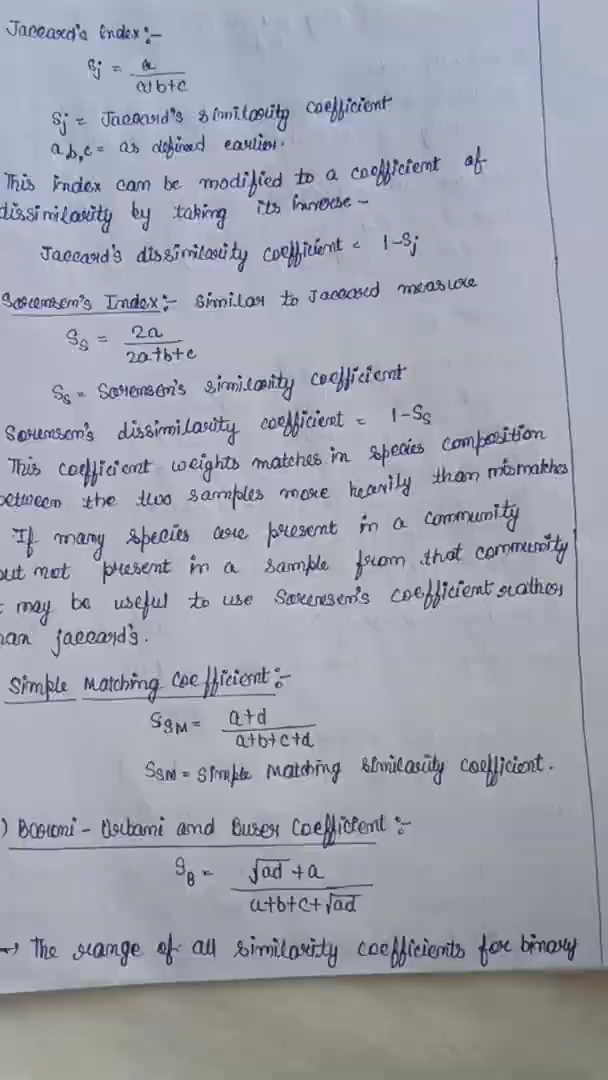 Jaccard's index :-
Sj = a / a+b+c
Sj = Jaccard's similarity coefficient
a, b, c = as defined earlier.
This index can be modified to a coefficient of
dissimilarity by taking its inverse -
Jaccard's dissimilarity coefficient = 1-Sj
Sorensen's Index :- Similar to Jaccard measure
Ss = 2a / 2a+b+c
Ss = Sorensen's similarity coefficient
Sorensen's dissimilarity coefficient = 1-Ss
This coefficient weights matches in species composition
between the two samples more heavily than mismatches
If many species are present in a community
but not present in a sample from that community
may be useful to use Sorensen's coefficient rather
han jaccard's.
Simple Matching Coefficient :-
SSM = a+d / a+b+c+d
SSM = Simple Matching similarity coefficient.
) Baroni - Urbami and Buser Coefficient :-
SB = √ad + a / a+b+c+√ad
→ The range of all similarity coefficients for binary